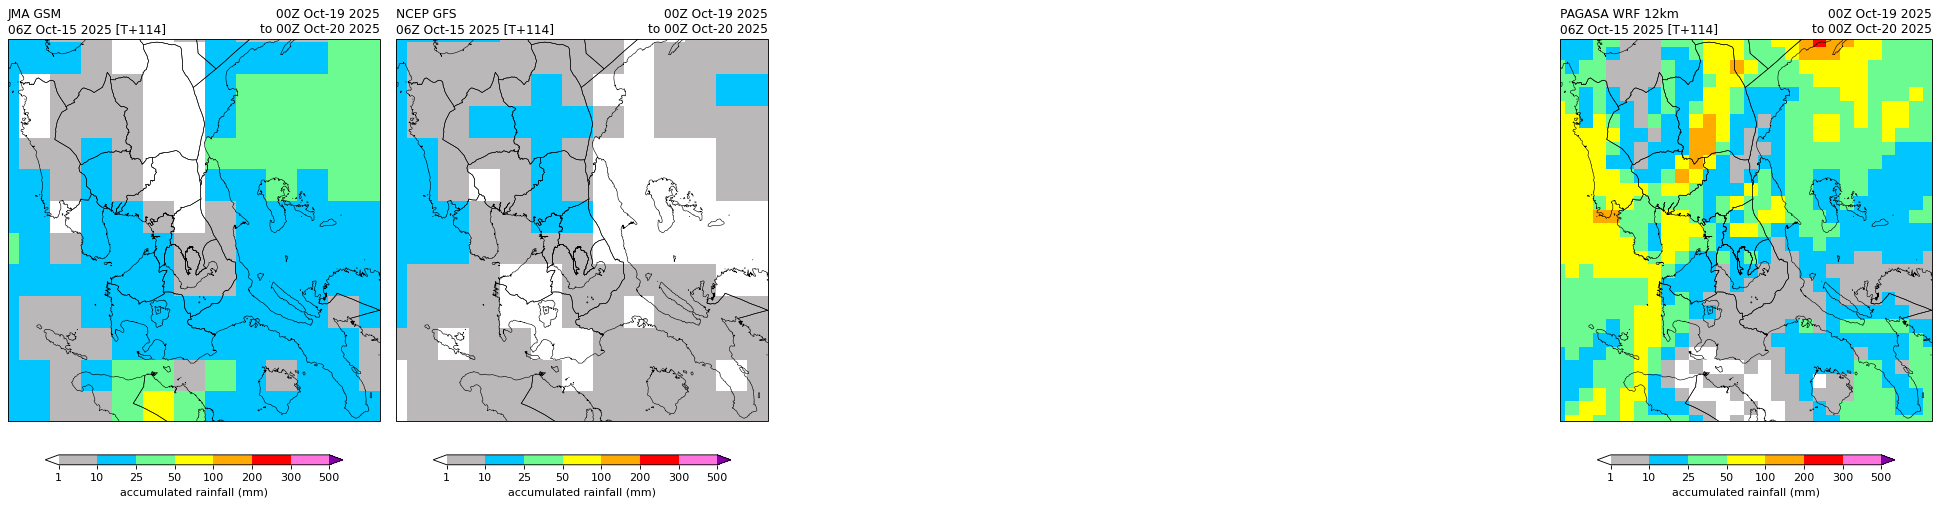 JMA GSM
00Z Oct-19 2025
06Z Oct-15 2025 [T+114]
to 00Z Oct-20 2025
1 10 25 50 100 200 300 500
accumulated rainfall (mm)
NCEP GFS
00Z Oct-19 2025
06Z Oct-15 2025 [T+114]
to 00Z Oct-20 2025
1 10 25 50 100 200 300 500
accumulated rainfall (mm)
PAGASA WRF 12km
00Z Oct-19 2025
06Z Oct-15 2025 [T+114]
to 00Z Oct-20 2025
1 10 25 50 100 200 300 500
accumulated rainfall (mm)